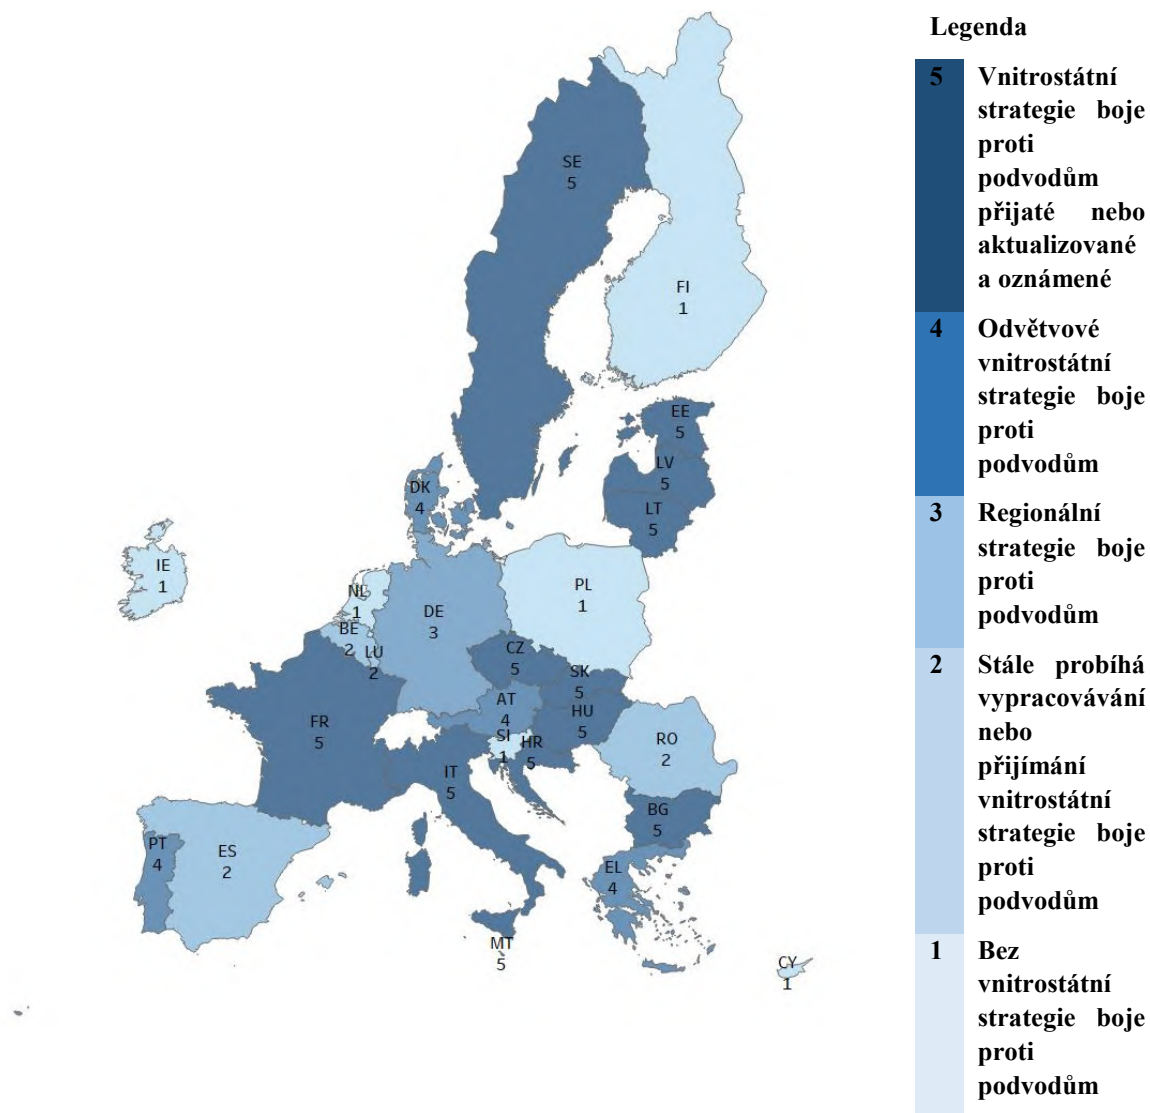 SE
5
FI
1
EE
5
LV
5
LT
5
DK
4
IE
1
NL
1
BE
2
LU
2
DE
3
PL
1
CZ
5
SK
5
AT
4
HU
5
SI
1
HR
5
FR
5
IT
5
RO
2
BG
5
PT
4
ES
2
EL
4
MT
5
CY
1
Legenda
5 Vnitrostátní
strategie boje
proti
podvodům
přijaté nebo
aktualizované
a oznámené
4 Odvětvové
vnitrostátní
strategie boje
proti
podvodům
3 Regionální
strategie boje
proti
podvodům
2 Stále probíhá
vypracovávání
nebo
přijímání
vnitrostátní
strategie boje
proti
podvodům
1 Bez
vnitrostátní
strategie boje
proti
podvodům